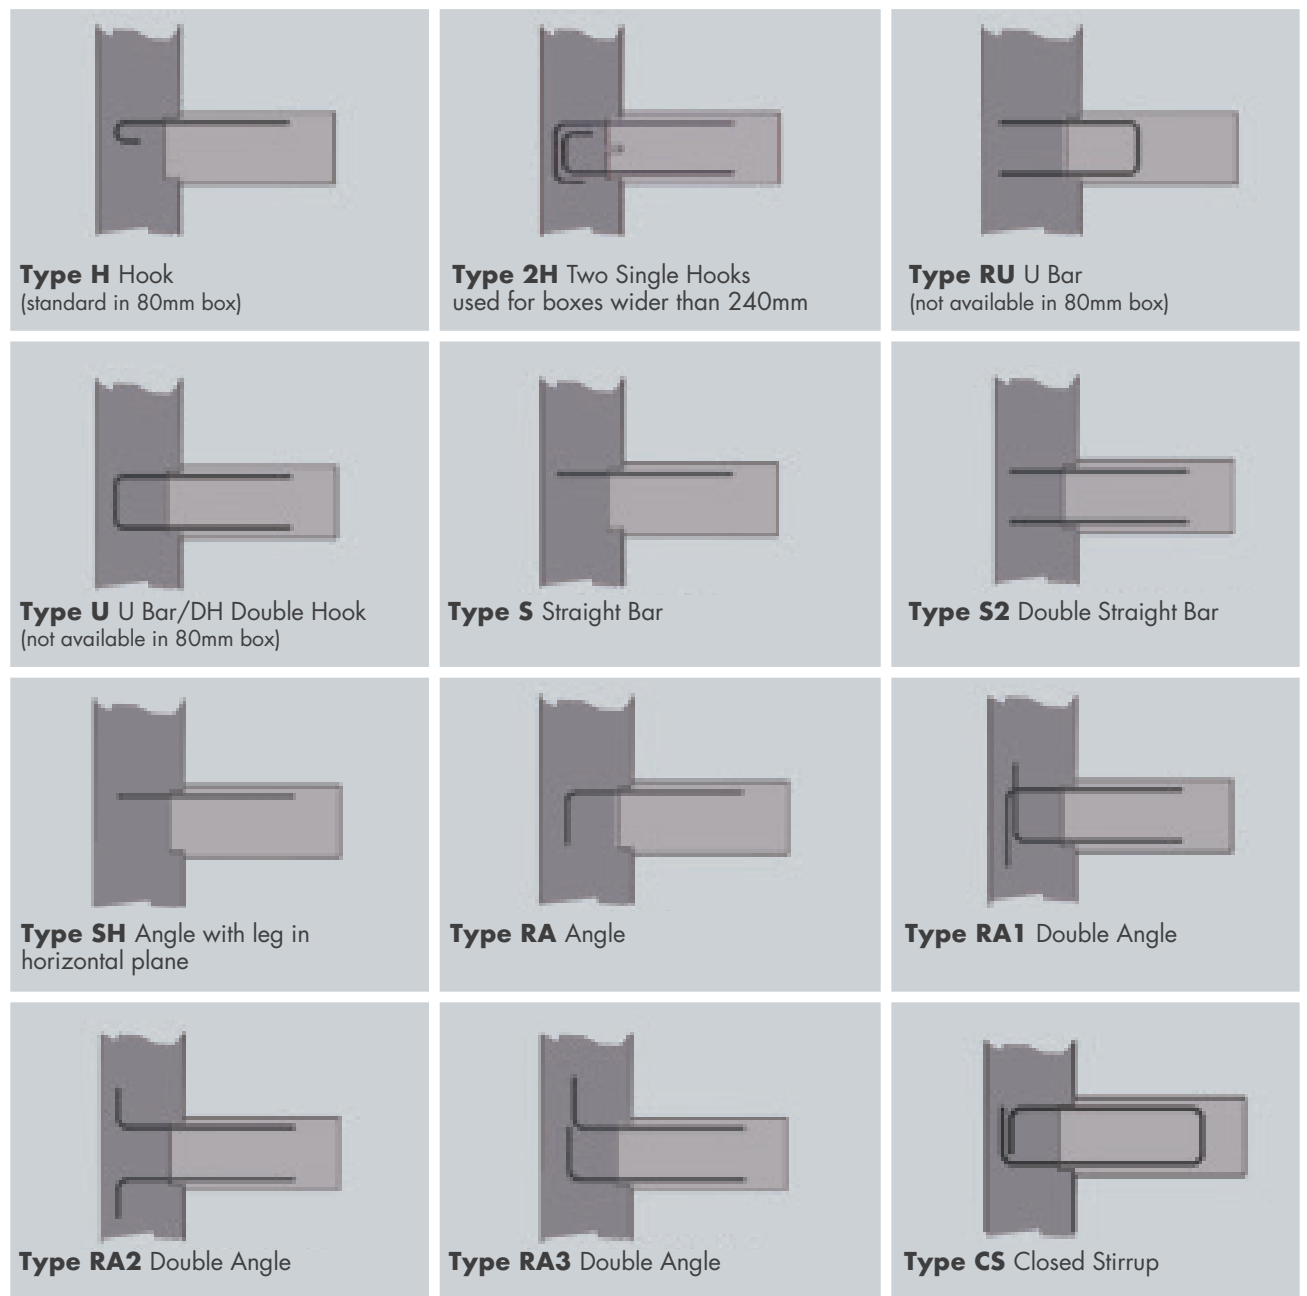 Type H Hook
(standard in 80mm box)
Type 2H Two Single Hooks
used for boxes wider than 240mm
Type RU U Bar
(not available in 80mm box)
Type U U Bar/DH Double Hook
(not available in 80mm box)
Type S Straight Bar
Type S2 Double Straight Bar
Type SH Angle with leg in
horizontal plane
Type RA Angle
Type RA1 Double Angle
Type RA2 Double Angle
Type RA3 Double Angle
Type CS Closed Stirrup